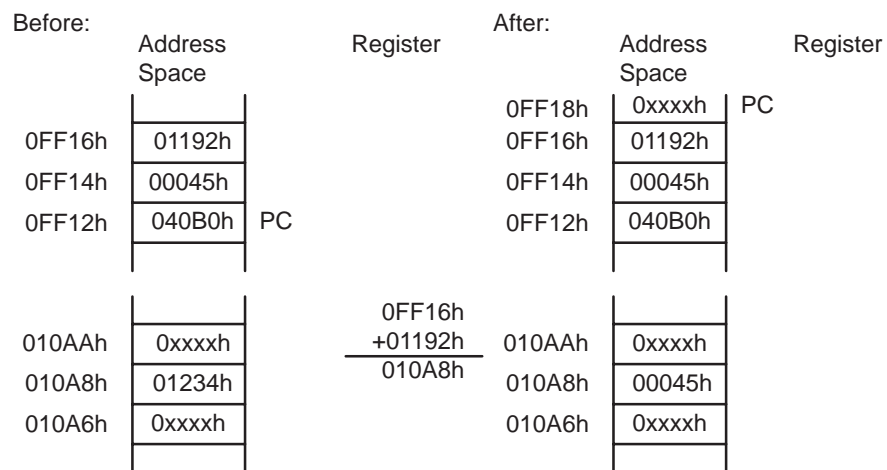 Before:
Address Space
Register
0FF16h 01192h
0FF14h 00045h
0FF12h 040B0h PC
010AAh 0xxxxh
010A8h 01234h
010A6h 0xxxxh
0FF16h
+01192h
010A8h
After:
Address Space
Register
0FF18h 0xxxxh PC
0FF16h 01192h
0FF14h 00045h
0FF12h 040B0h
010AAh 0xxxxh
010A8h 00045h
010A6h 0xxxxh